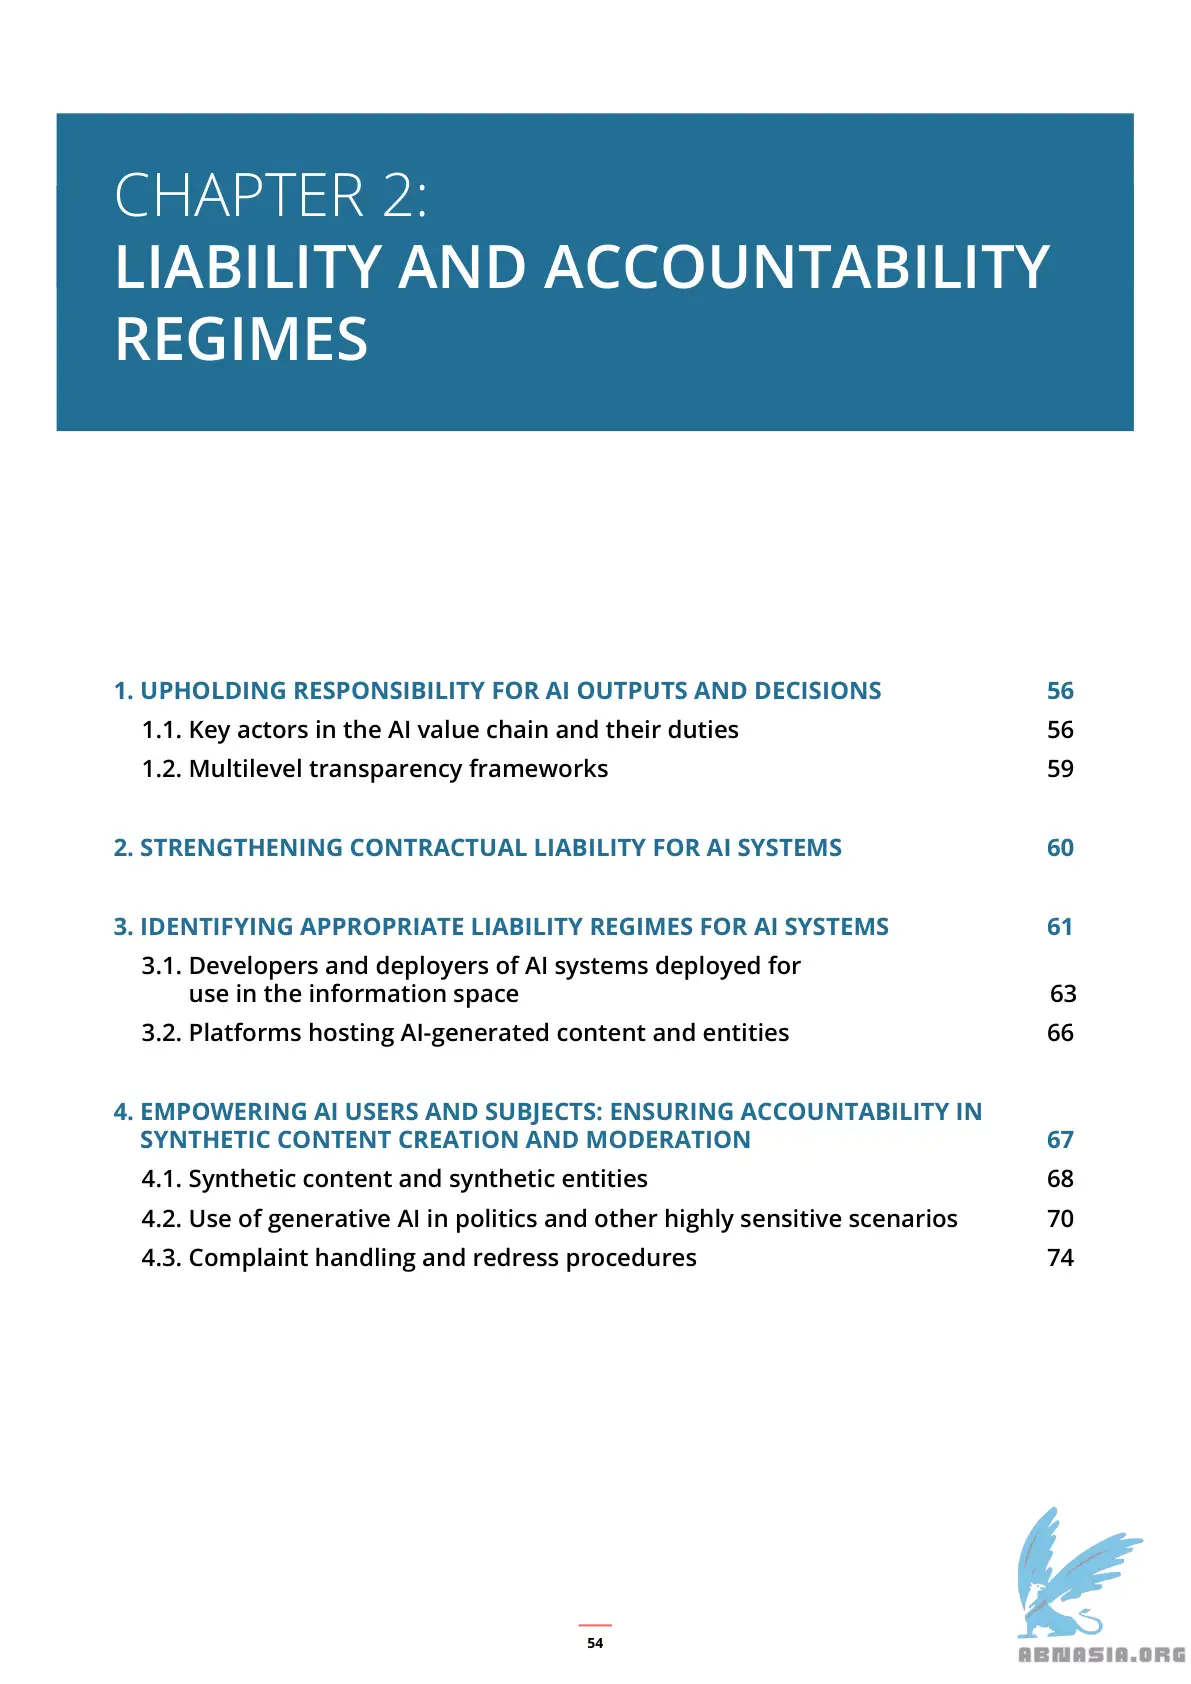 CHAPTER 2:
LIABILITY AND ACCOUNTABILITY
REGIMES
1. UPHOLDING RESPONSIBILITY FOR AI OUTPUTS AND DECISIONS 56
1.1. Key actors in the AI value chain and their duties 56
1.2. Multilevel transparency frameworks 59
2. STRENGTHENING CONTRACTUAL LIABILITY FOR AI SYSTEMS 60
3. IDENTIFYING APPROPRIATE LIABILITY REGIMES FOR AI SYSTEMS 61
3.1. Developers and deployers of AI systems deployed for
use in the information space 63
3.2. Platforms hosting AI-generated content and entities 66
4. EMPOWERING AI USERS AND SUBJECTS: ENSURING ACCOUNTABILITY IN
SYNTHETIC CONTENT CREATION AND MODERATION 67
4.1. Synthetic content and synthetic entities 68
4.2. Use of generative AI in politics and other highly sensitive scenarios 70
4.3. Complaint handling and redress procedures 74
54
ABNASIA.ORG